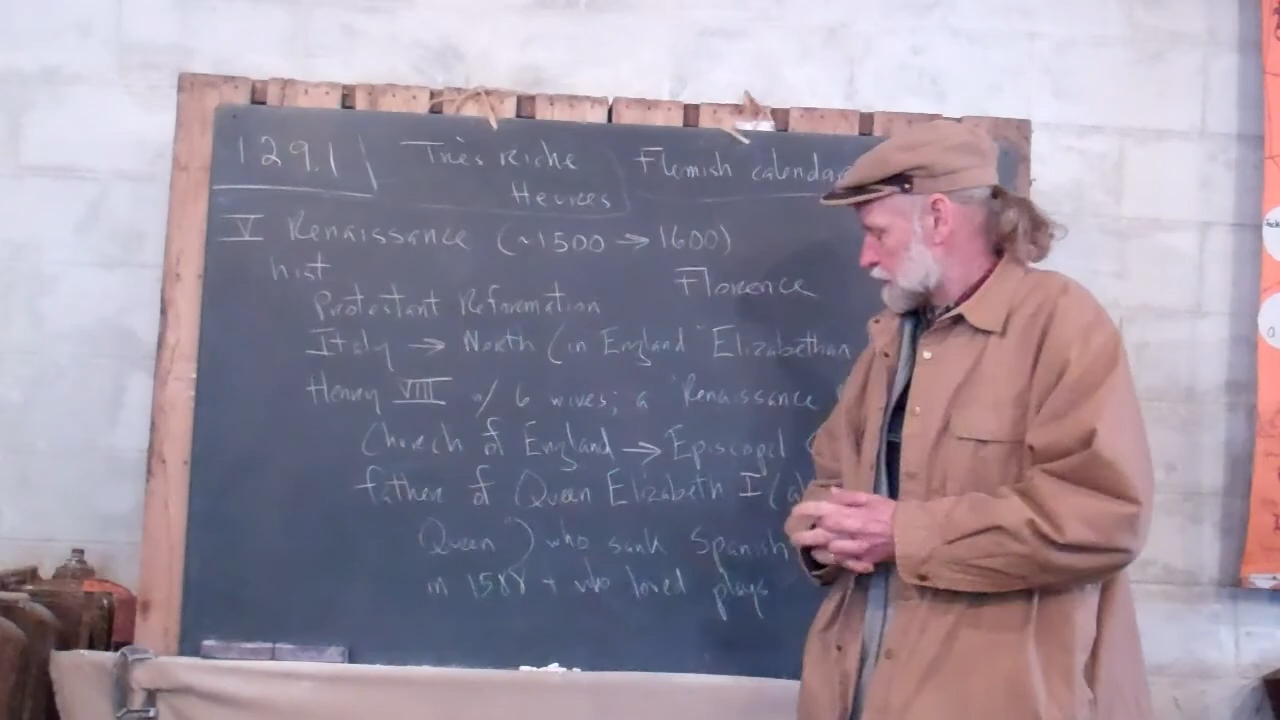 129.1
Très Riche
Heures
Flemish calendar
V Renaissance (~1500 → 1600)
hist
Florence
Protestant Reformation
Italy → North (in England "Elizabethan
Henry VIII w/ 6 wives; a "Renaissance
Church of England → Episcopal
father of Queen Elizabeth I (a
Queen) who sank Spanish
in 1588 + who loved plays